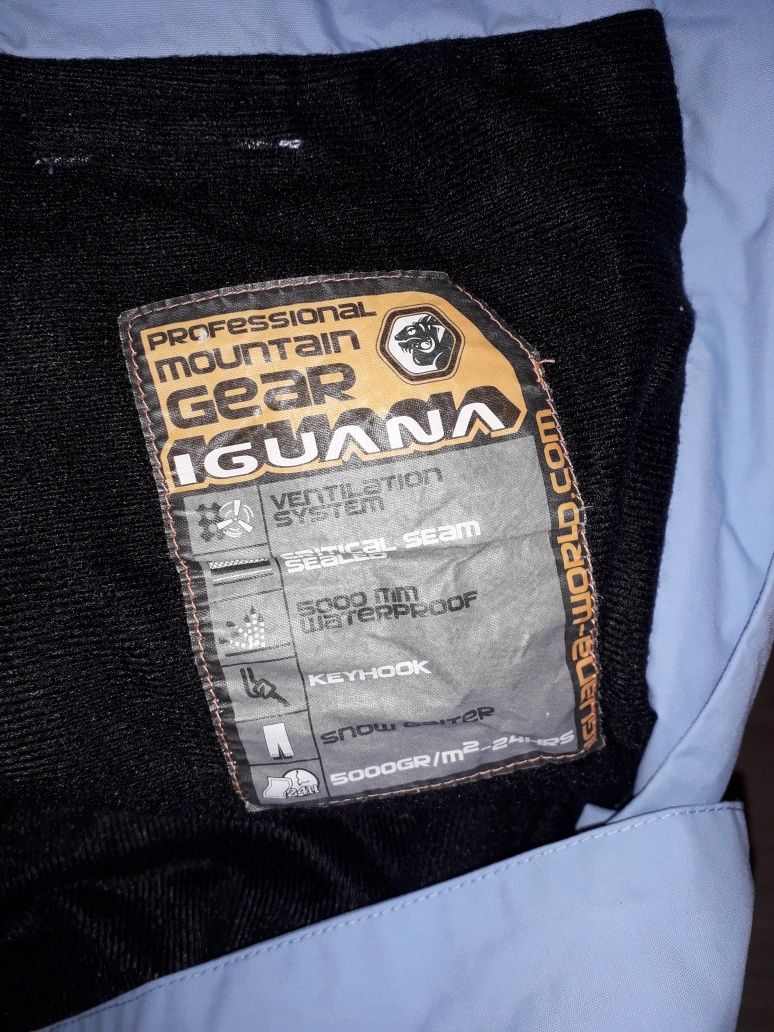 PROFESSIONAL
MOUNTAIN
GEAR
IGUANA
VENTILATION
SYSTEM
CRITICAL SEAM
SEALED
5000 MM
WATERPROOF
KEYHOOK
SNOW GAITER
5000GR/M²-24HRS
24H
IGUANA-WORLD.COM